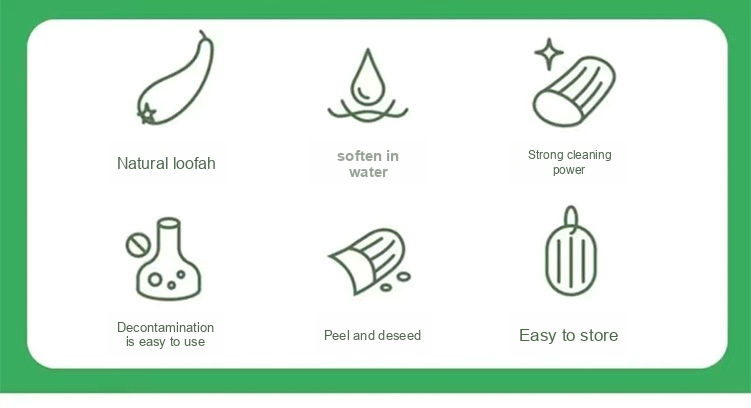 Natural loofah
soften in
water
Strong cleaning
power
Decontamination
is easy to use
Peel and deseed
Easy to store